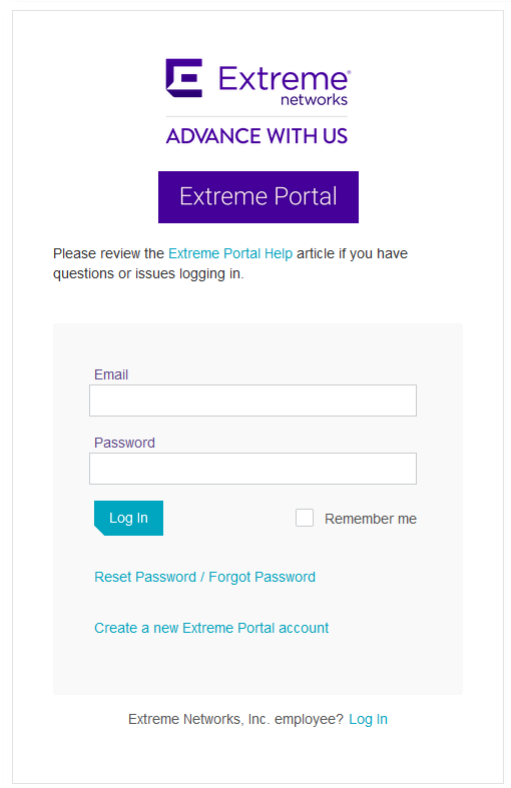 Extreme®
networks
ADVANCE WITH US
Extreme Portal
Please review the Extreme Portal Help article if you have
questions or issues logging in.
Email
Password
Log In
Remember me
Reset Password / Forgot Password
Create a new Extreme Portal account
Extreme Networks, Inc. employee? Log In